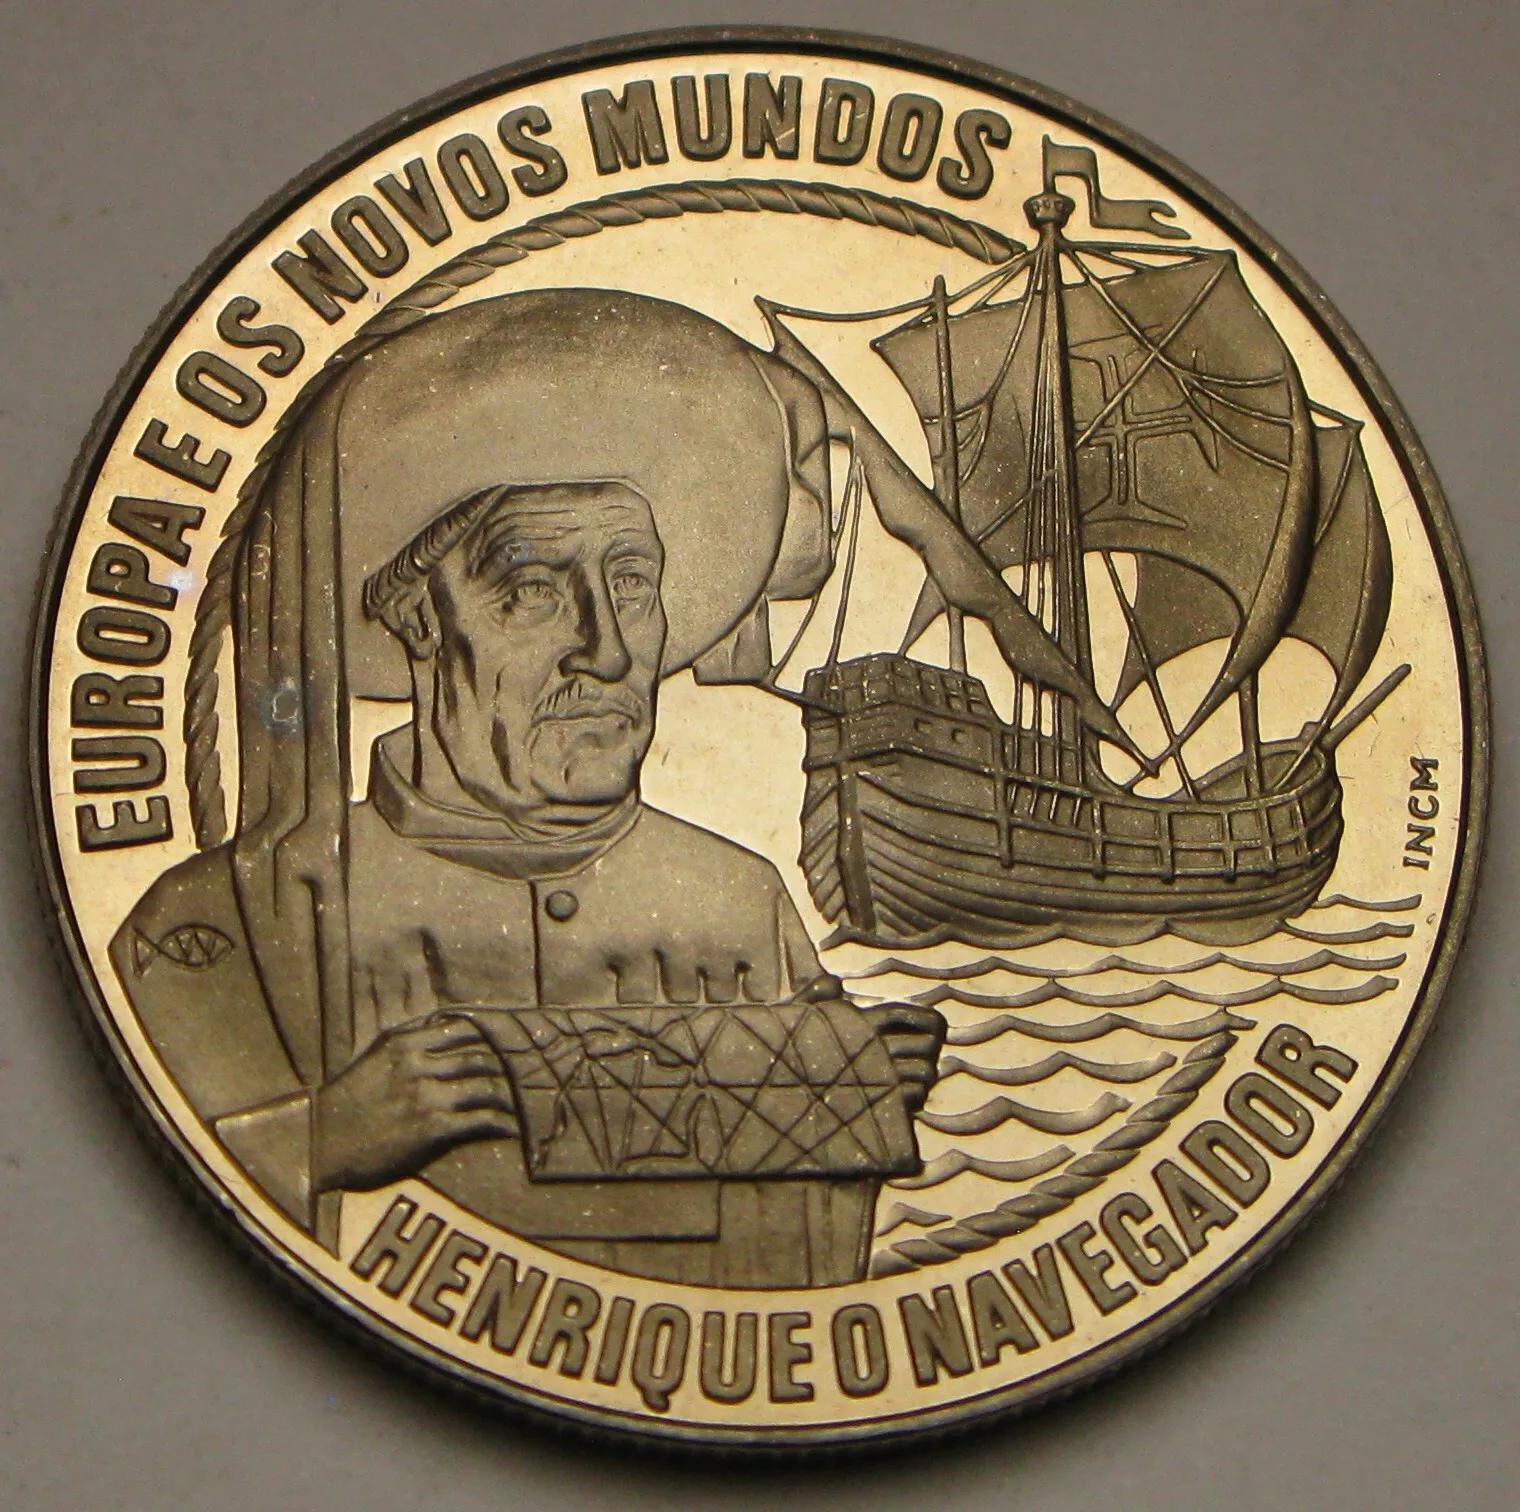 EUROPA E OS NOVOS MUNDOS
INCM
HENRIQUE O NAVEGADOR